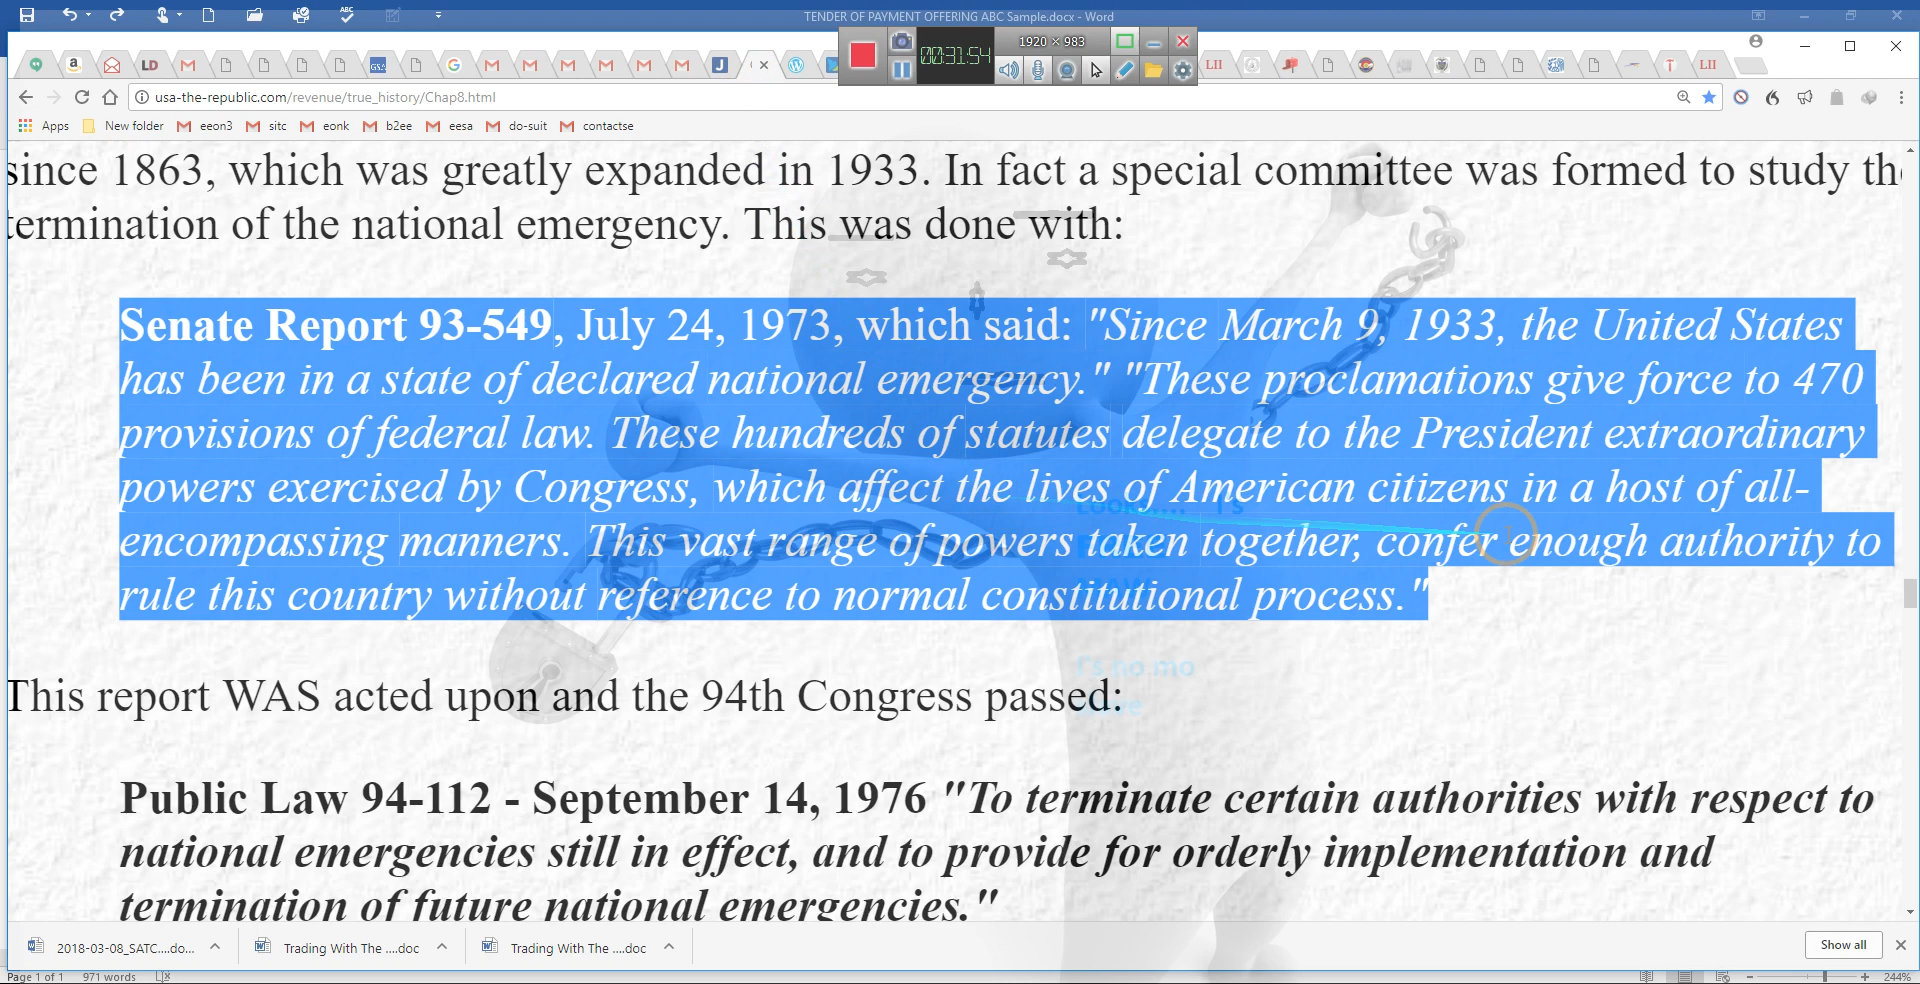 TENDER OF PAYMENT OFFERING ABC Sample.docx - Word
1920 × 983
00:31:54
usa-the-republic.com/revenue/true_history/Chap8.html
Apps New folder eeon3 sitc eonk b2ee eesa do-suit contactse
since 1863, which was greatly expanded in 1933. In fact a special committee was formed to study th
termination of the national emergency. This was done with:
Senate Report 93-549, July 24, 1973, which said: "Since March 9, 1933, the United States
has been in a state of declared national emergency." "These proclamations give force to 470
provisions of federal law. These hundreds of statutes delegate to the President extraordinary
powers exercised by Congress, which affect the lives of American citizens in a host of all-
encompassing manners. This vast range of powers taken together, confer enough authority to
rule this country without reference to normal constitutional process."
This report WAS acted upon and the 94th Congress passed:
Public Law 94-112 - September 14, 1976 "To terminate certain authorities with respect to
national emergencies still in effect, and to provide for orderly implementation and
termination of future national emergencies."
2018-03-08_SATC....do... Trading With The ....doc Trading With The ....doc Show all
Page 1 of 1 971 words 244%